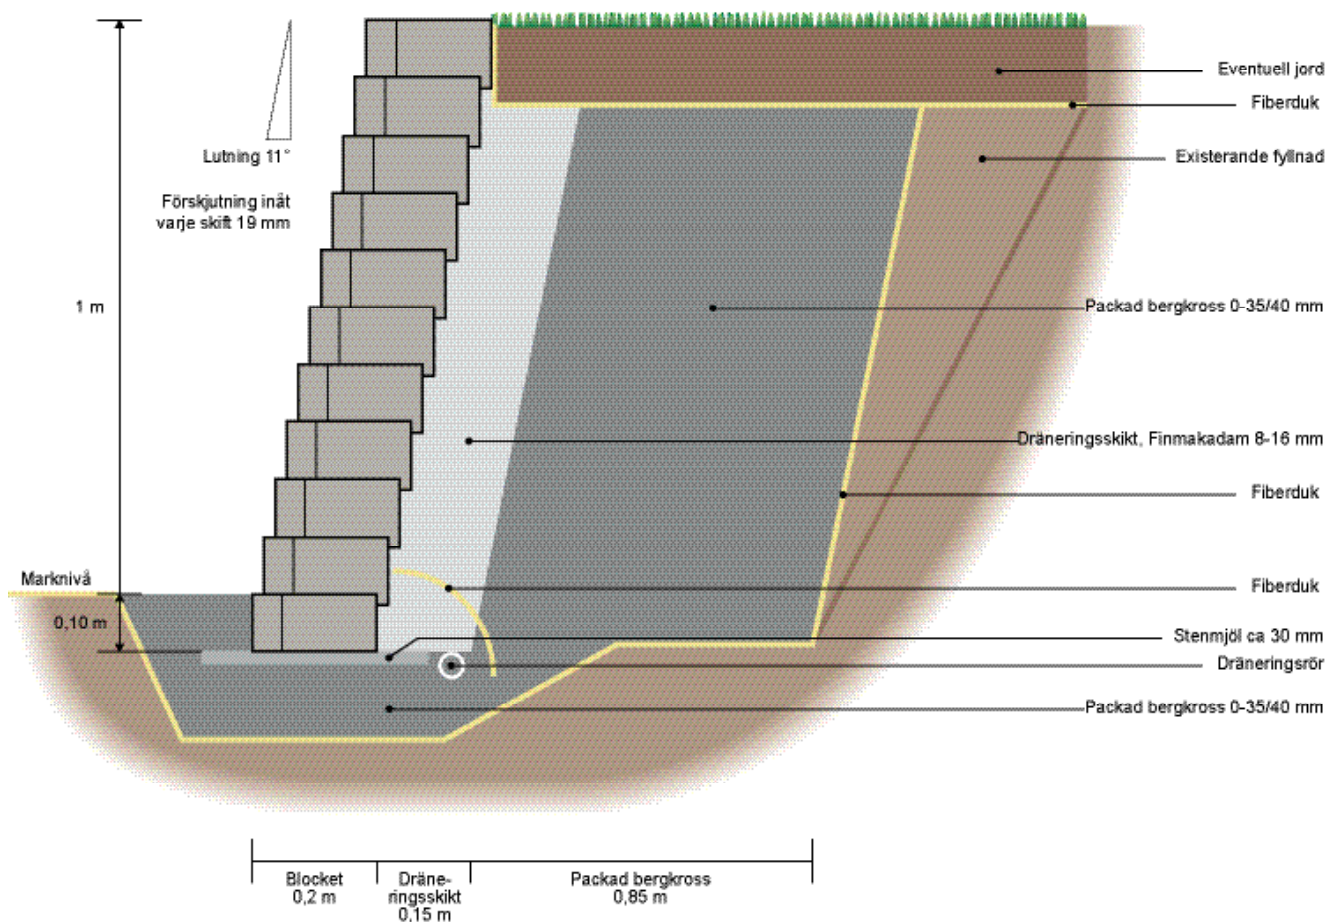 Eventuell jord
Fiberduk
Lutning 11°
Existerande fyllnad
Förskjutning inåt
varje skift 19 mm
1 m
Packad bergkross 0-35/40 mm
Dräneringsskikt, Finmakadam 8-16 mm
Fiberduk
Marknivå
Fiberduk
0,10 m
Stenmjöl ca 30 mm
Dräneringsrör
Packad bergkross 0-35/40 mm
Blocket
0,2 m
Dräne-
ringsskikt
0,15 m
Packad bergkross
0,85 m